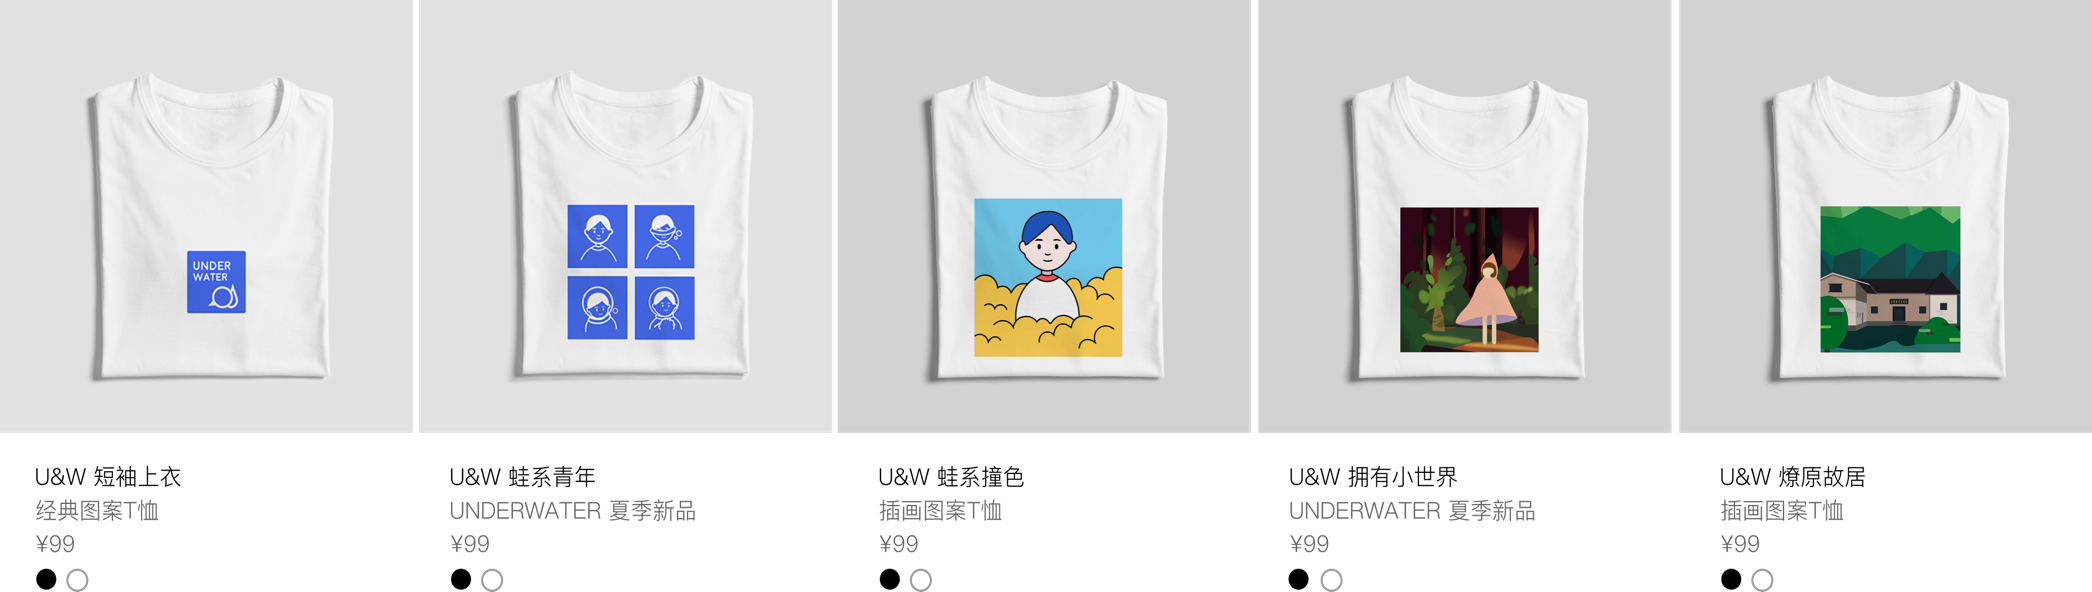 UNDER
WATER
U&W 短袖上衣
经典图案T恤
¥99
U&W 蛙系青年
UNDERWATER 夏季新品
¥99
U&W 蛙系撞色
插画图案T恤
¥99
U&W 拥有小世界
UNDERWATER 夏季新品
¥99
U&W 燎原故居
插画图案T恤
¥99